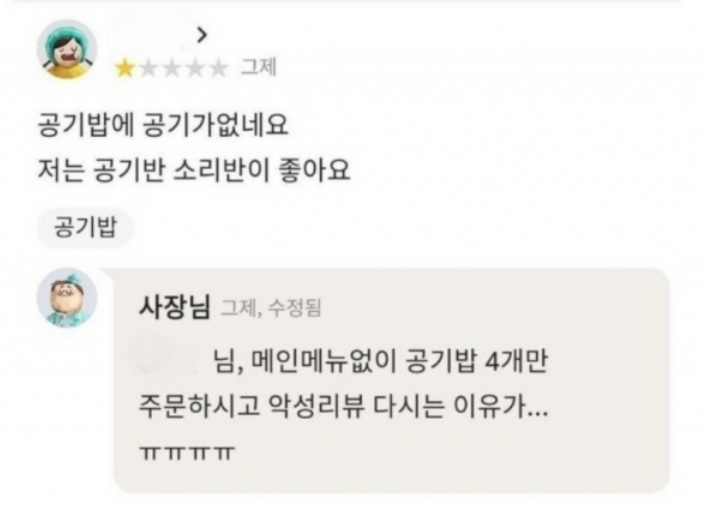 그제
공기밥에 공기가없네요
저는 공기반 소리반이 좋아요
공기밥
사장님 그제, 수정됨
님, 메인메뉴없이 공기밥 4개만
주문하시고 악성리뷰 다시는 이유가...
ㅠㅠㅠㅠ